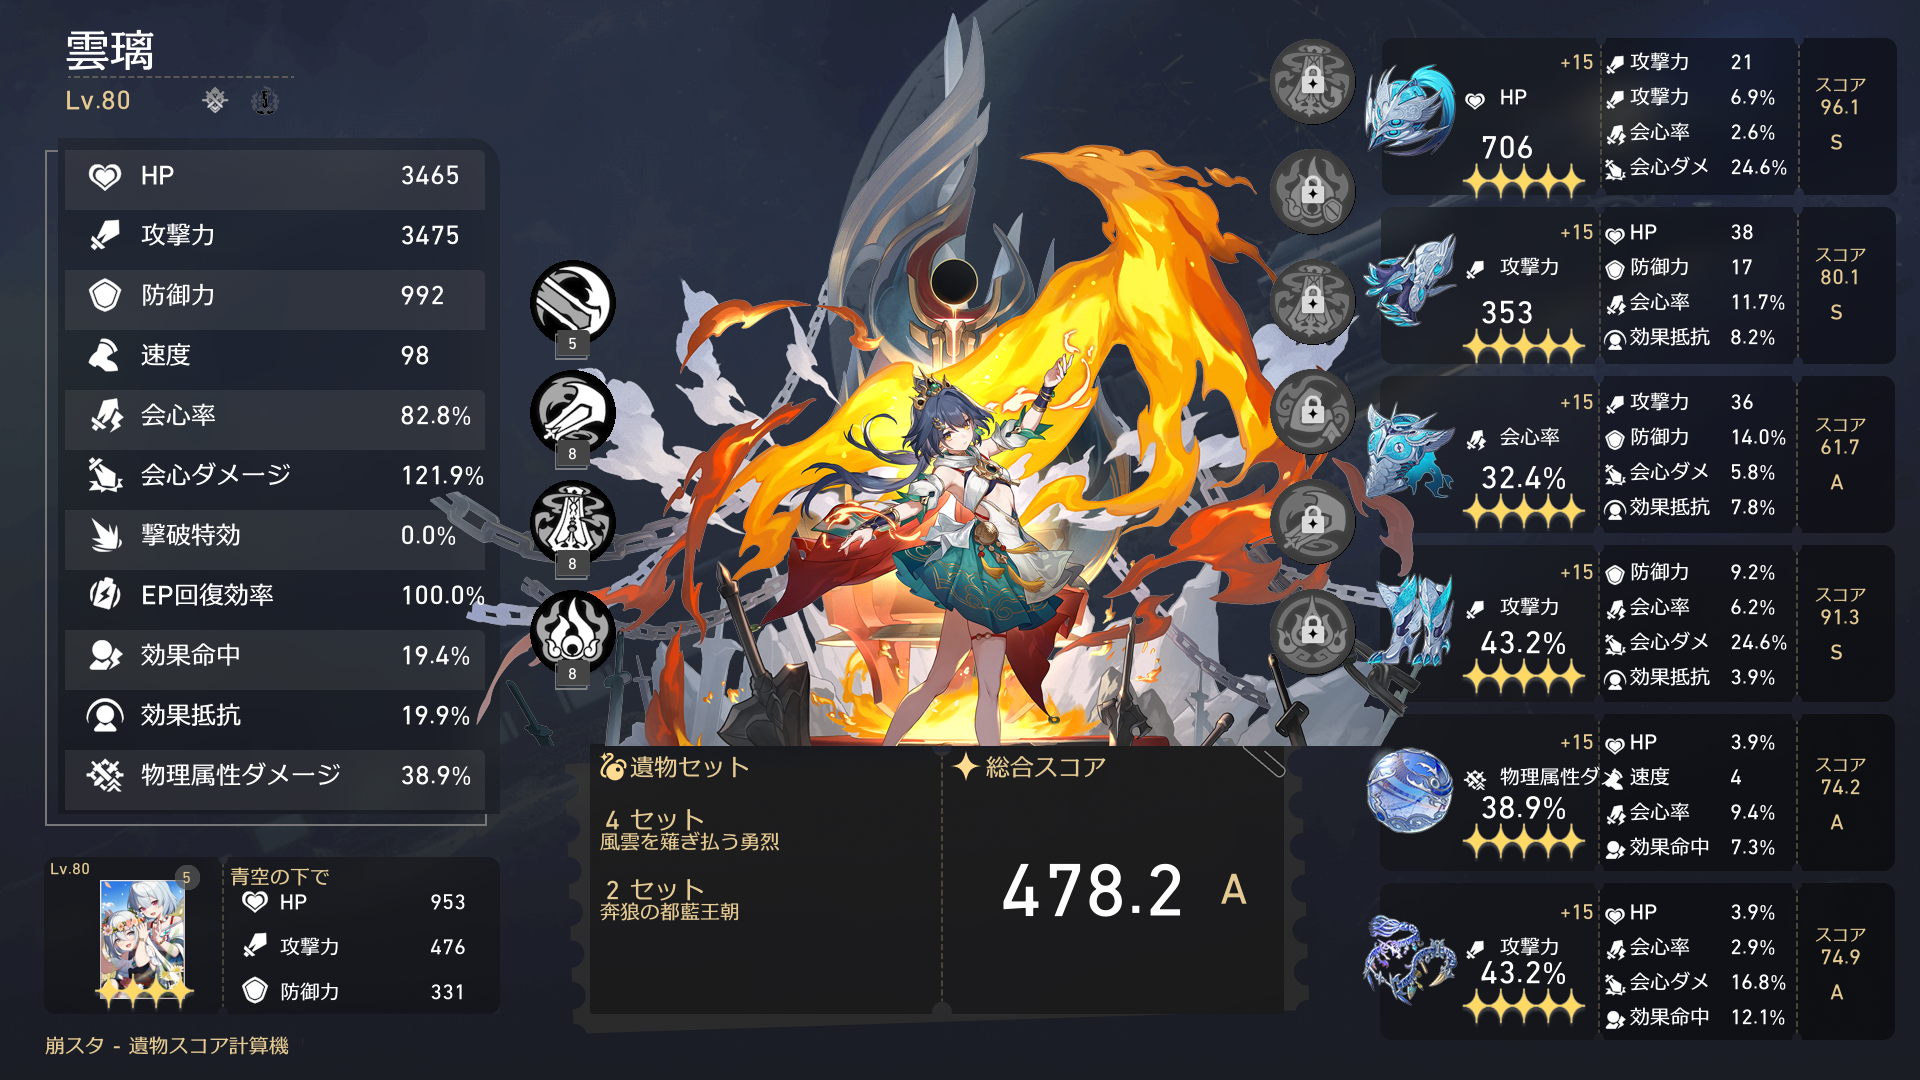 雲璃
Lv.80
5
HP 3465
攻撃力 3475
防御力 992
速度 98
会心率 82.8%
会心ダメージ 121.9%
撃破特効 0.0%
EP回復効率 100.0%
効果命中 19.4%
効果抵抗 19.9%
物理属性ダメージ 38.9%
Lv.80
5
青空の下で
HP 953
攻撃力 476
防御力 331
崩スタ - 遺物スコア計算機
5
8
8
8
遺物セット
4 セット
風雲を薙ぎ払う勇烈
2 セット
奔狼の都藍王朝
総合スコア
478.2 A
+15
HP
706
攻撃力 21
攻撃力 6.9%
会心率 2.6%
会心ダメ 24.6%
スコア
96.1
S
+15
攻撃力
353
HP 38
防御力 17
会心率 11.7%
効果抵抗 8.2%
スコア
80.1
S
+15
会心率
32.4%
攻撃力 36
防御力 14.0%
会心ダメ 5.8%
効果抵抗 7.8%
スコア
61.7
A
+15
攻撃力
43.2%
防御力 9.2%
会心率 6.2%
会心ダメ 24.6%
効果抵抗 3.9%
スコア
91.3
S
+15
物理属性ダ
38.9%
HP 3.9%
速度 4
会心率 9.4%
効果命中 7.3%
スコア
74.2
A
+15
攻撃力
43.2%
HP 3.9%
会心率 2.9%
会心ダメ 16.8%
効果命中 12.1%
スコア
74.9
A